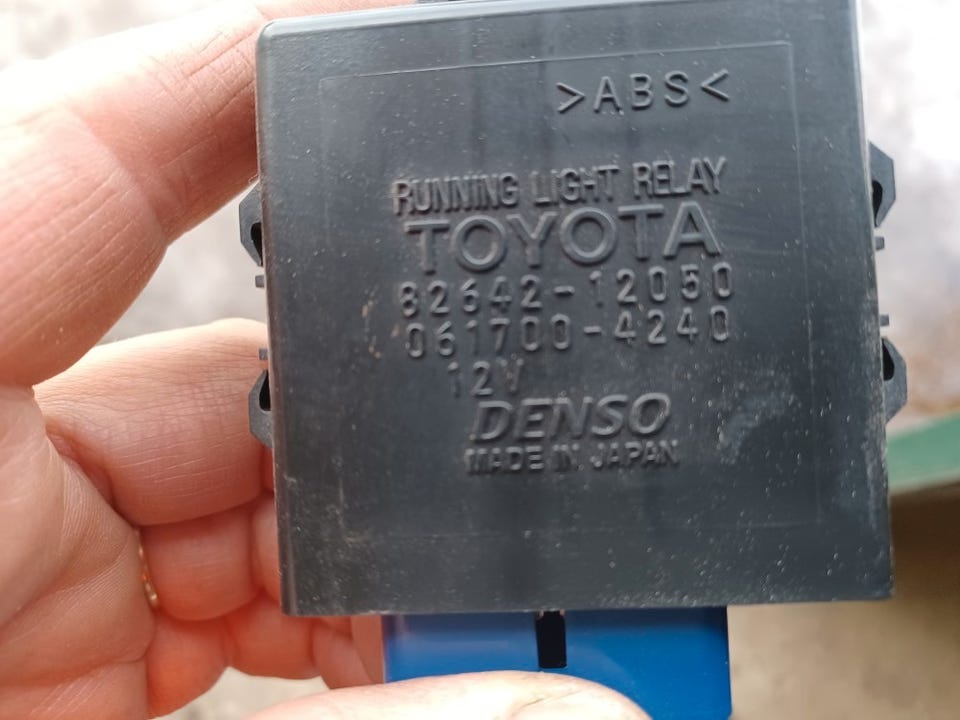 >ABS<
RUNNING LIGHT RELAY
TOYOTA
82642-12050
061700-4240
12V
DENSO
MADE IN JAPAN